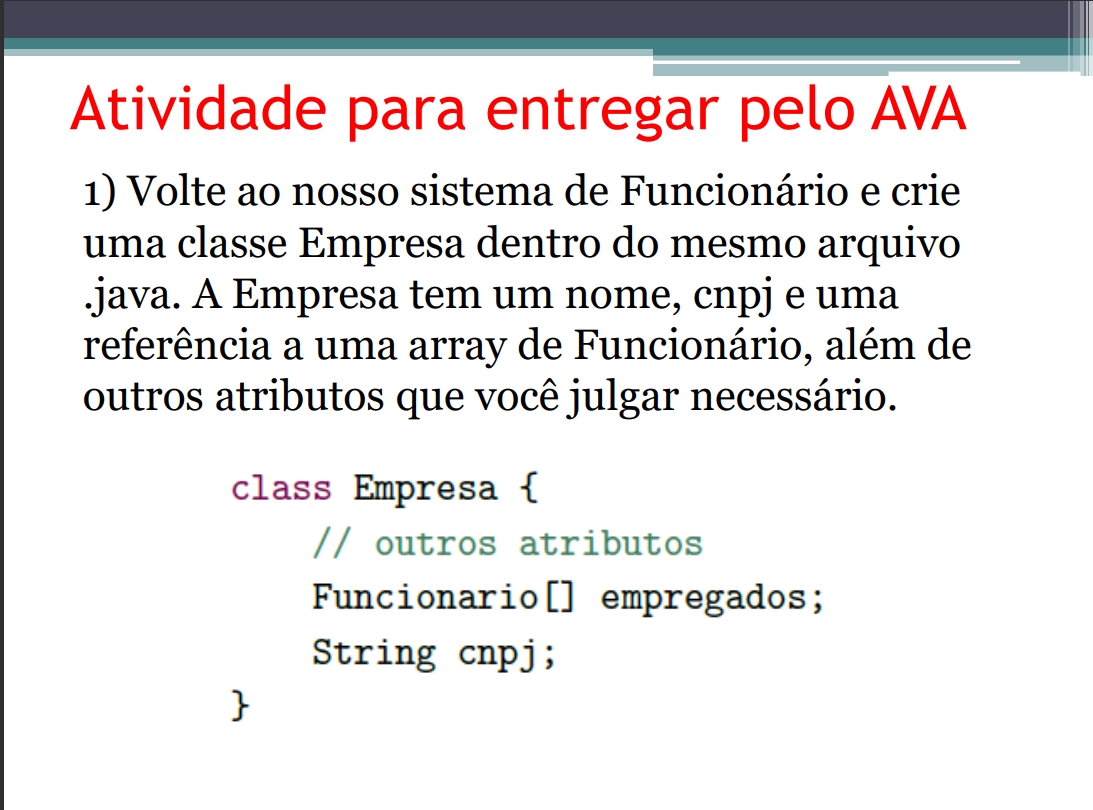 Atividade para entregar pelo AVA
1) Volte ao nosso sistema de Funcionário e crie
uma classe Empresa dentro do mesmo arquivo
.java. A Empresa tem um nome, cnpj e uma
referência a uma array de Funcionário, além de
outros atributos que você julgar necessário.
class Empresa {
// outros atributos
Funcionario[] empregados;
String cnpj;
}